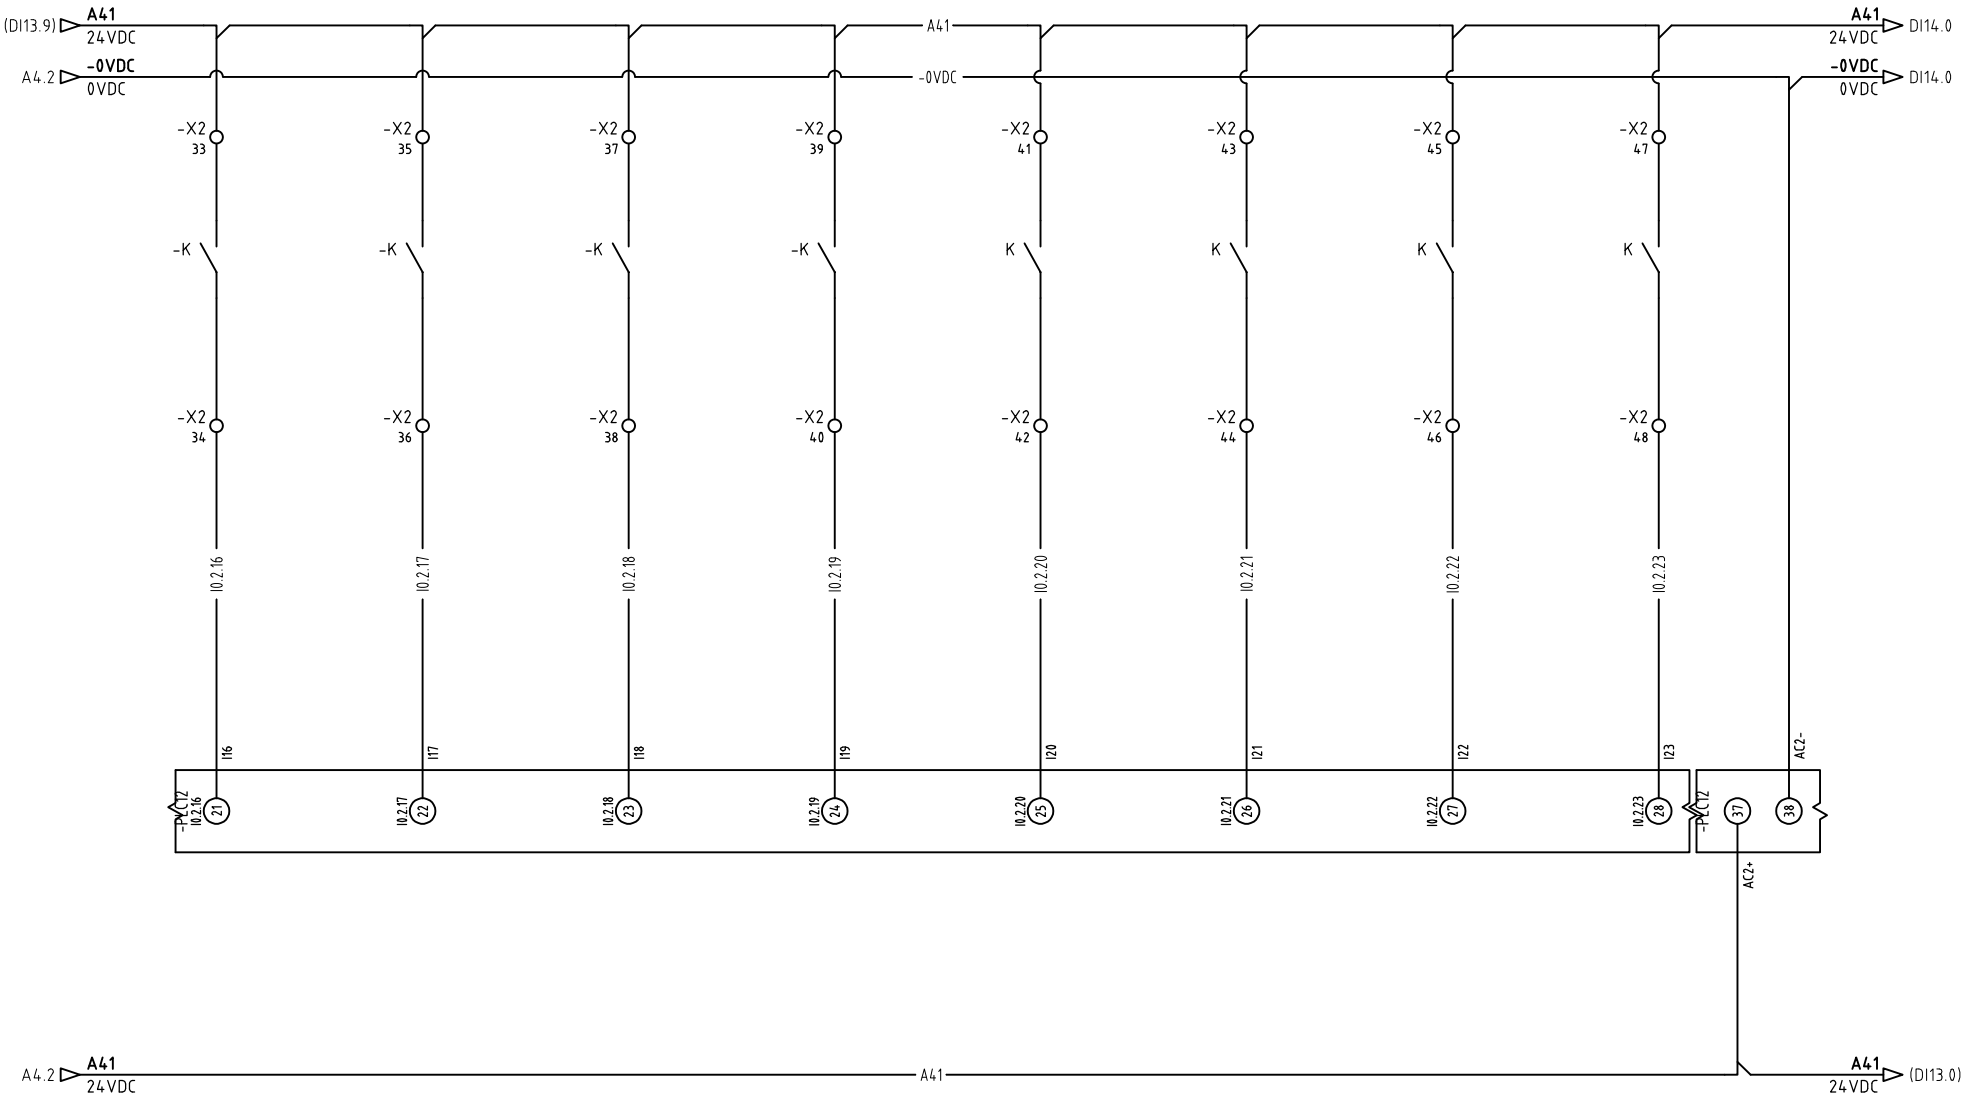 (DI13.9) A41 A41 A41 DI14.0
24VDC 24VDC
A4.2 -0VDC -0VDC -0VDC DI14.0
0VDC 0VDC
-X2 -X2 -X2 -X2 -X2 -X2 -X2 -X2
33 35 37 39 41 43 45 47
-K -K -K -K K K K K
-X2 -X2 -X2 -X2 -X2 -X2 -X2 -X2
34 36 38 40 42 44 46 48
I0.2.16 I0.2.17 I0.2.18 I0.2.19 I0.2.20 I0.2.21 I0.2.22 I0.2.23
I16 I17 I18 I19 I20 I21 I22 I23 AC2-
-PLC12 I0.2.16 21 I0.2.17 22 I0.2.18 23 I0.2.19 24 I0.2.20 25 I0.2.21 26 I0.2.22 27 I0.2.23 28 -PLC12 37 38
AC2+
A4.2 A41 A41 A41 (DI13.0)
24VDC 24VDC